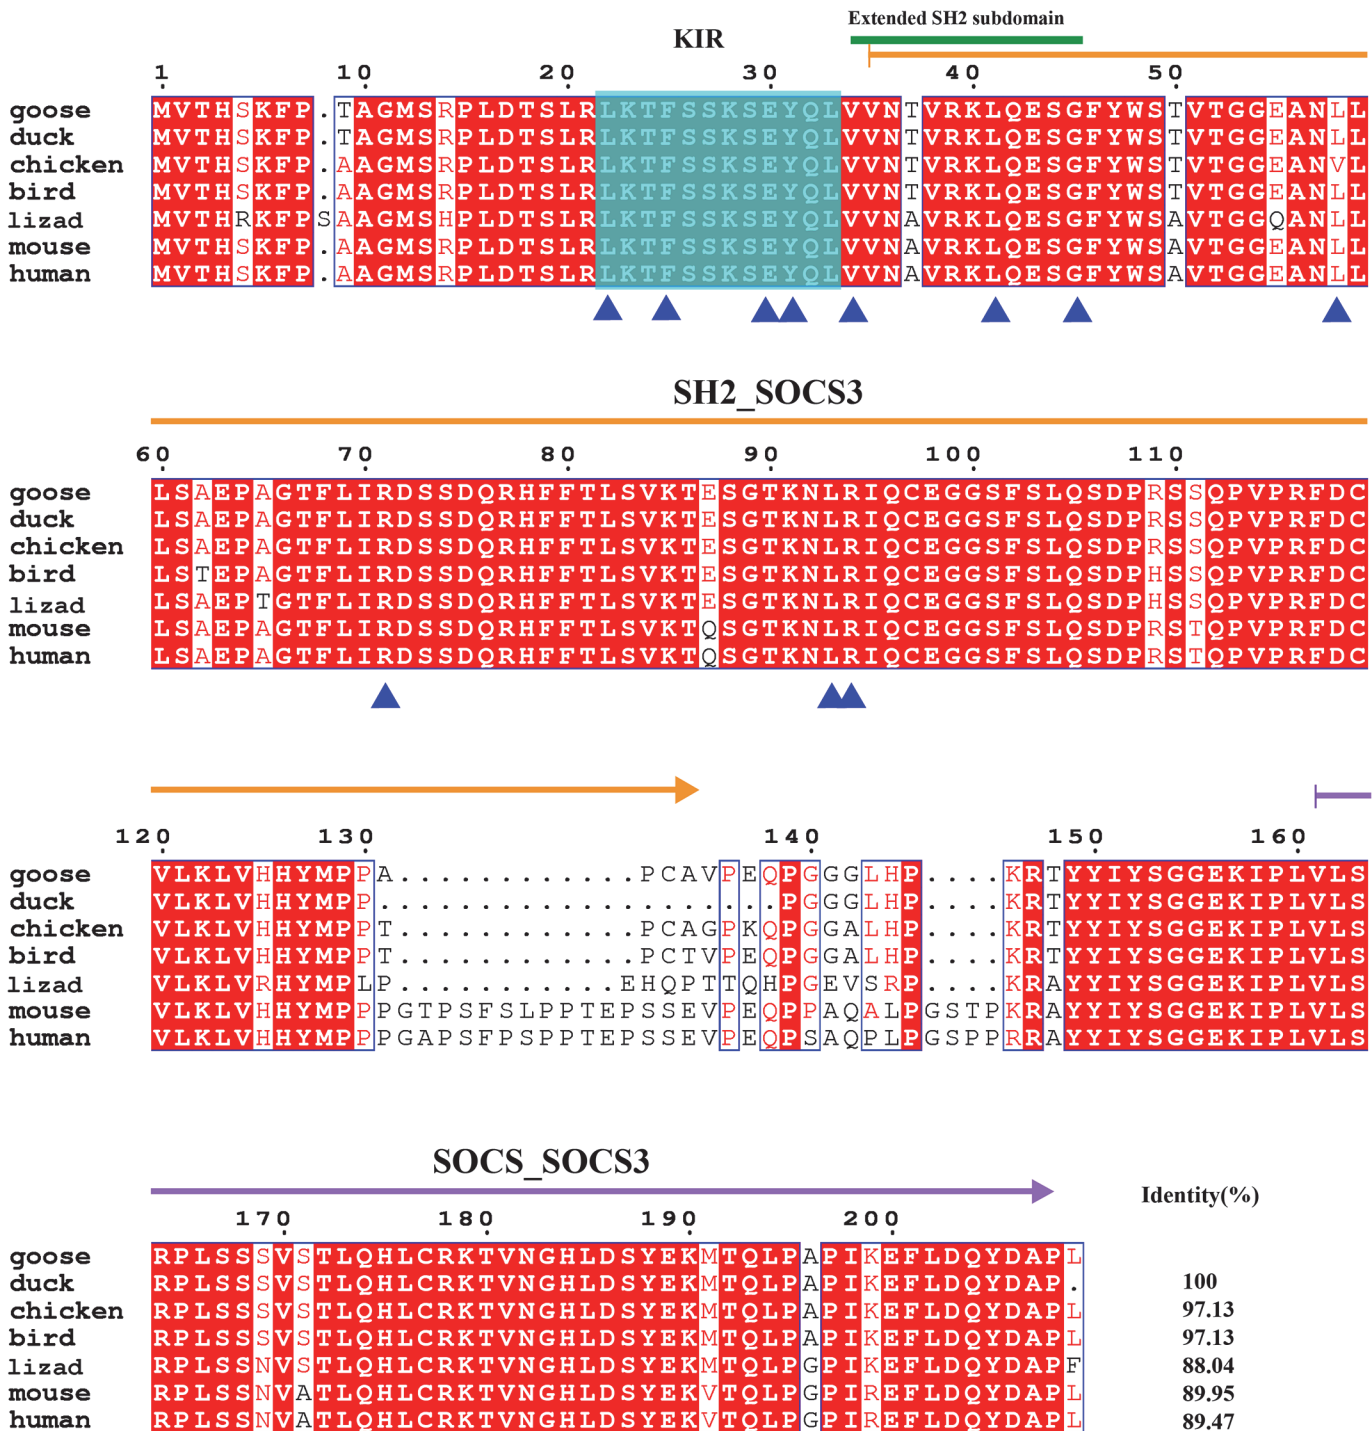 Extended SH2 subdomain
KIR
1 10 20 30 40 50
goose MVTHSKFP.TAGMSRPLDTSLRLKTFSSKSEYQLVVNTVRKLQESGFYWSTVTGGEANLL
duck MVTHSKFP.TAGMSRPLDTSLRLKTFSSKSEYQLVVNTVRKLQESGFYWSTVTGGEANLL
chicken MVTHSKFP.AAGMSRPLDTSLRLKTFSSKSEYQLVVNTVRKLQESGFYWSTVTGGEANVL
bird MVTHSKFP.AAGMSRPLDTSLRLKTFSSKSEYQLVVNTVRKLQESGFYWSTVTGGEANLL
lizad MVTHRKFPSAAGMSHPLDTSLRLKTFSSKSEYQLVVNAVRKLQESGFYWSAVTGGQANLL
mouse MVTHSKFP.AAGMSRPLDTSLRLKTFSSKSEYQLVVNAVRKLQESGFYWSAVTGGEANLL
human MVTHSKFP.AAGMSRPLDTSLRLKTFSSKSEYQLVVNAVRKLQESGFYWSAVTGGEANLL
SH2_SOCS3
60 70 80 90 100 110
goose LSAEPAGTFLIRDSSDQRHFFTLSVKTESGTKNLRIQCEGGSFSLQSDPRSSQPVPRFDC
duck LSAEPAGTFLIRDSSDQRHFFTLSVKTESGTKNLRIQCEGGSFSLQSDPRSSQPVPRFDC
chicken LSAEPAGTFLIRDSSDQRHFFTLSVKTESGTKNLRIQCEGGSFSLQSDPRSSQPVPRFDC
bird LSTEPAGTFLIRDSSDQRHFFTLSVKTESGTKNLRIQCEGGSFSLQSDPHSSQPVPRFDC
lizad LSAEPTGTFLIRDSSDQRHFFTLSVKTESGTKNLRIQCEGGSFSLQSDPHSSQPVPRFDC
mouse LSAEPAGTFLIRDSSDQRHFFTLSVKTQSGTKNLRIQCEGGSFSLQSDPRSTQPVPRFDC
human LSAEPAGTFLIRDSSDQRHFFTLSVKTQSGTKNLRIQCEGGSFSLQSDPRSTQPVPRFDC
120 130 140 150 160
goose VLKLVHHYMPPA............PCAVPEQPGGGLHP....KRTYYIYSGGEKIPLVLS
duck VLKLVHHYMPP....................PGGGLHP....KRTYYIYSGGEKIPLVLS
chicken VLKLVHHYMPPT............PCAGPKQPGGALHP....KRTYYIYSGGEKIPLVLS
bird VLKLVHHYMPPT............PCTVPEQPGGALHP....KRTYYIYSGGEKIPLVLS
lizad VLKLVRHYMPLP...........EHQPTTQHPGEVSRP....KRAYYIYSGGEKIPLVLS
mouse VLKLVHHYMPPPGTPSFSLPPTEPSSEVPEQPPAQALPGSTPKRAYYIYSGGEKIPLVLS
human VLKLVHHYMPPPGAPSFPSPPTEPSSEVPEQPSAQPLPGSPPRRAYYIYSGGEKIPLVLS
SOCS_SOCS3
Identity(%)
170 180 190 200
goose RPLSSSVSTLQHLCRKTVNGHLDSYEKMTQLPAPIKEFLDQYDAPL
duck RPLSSSVSTLQHLCRKTVNGHLDSYEKMTQLPAPIKEFLDQYDAP. 100
chicken RPLSSSVSTLQHLCRKTVNGHLDSYEKMTQLPAPIKEFLDQYDAPL 97.13
bird RPLSSSVSTLQHLCRKTVNGHLDSYEKMTQLPAPIKEFLDQYDAPL 97.13
lizad RPLSSNVSTLQHLCRKTVNGHLDSYEKMTQLPGPIKEFLDQYDAPF 88.04
mouse RPLSSNVATLQHLCRKTVNGHLDSYEKVTQLPGPIREFLDQYDAPL 89.95
human RPLSSNVATLQHLCRKTVNGHLDSYEKVTQLPGPIREFLDQYDAPL 89.47